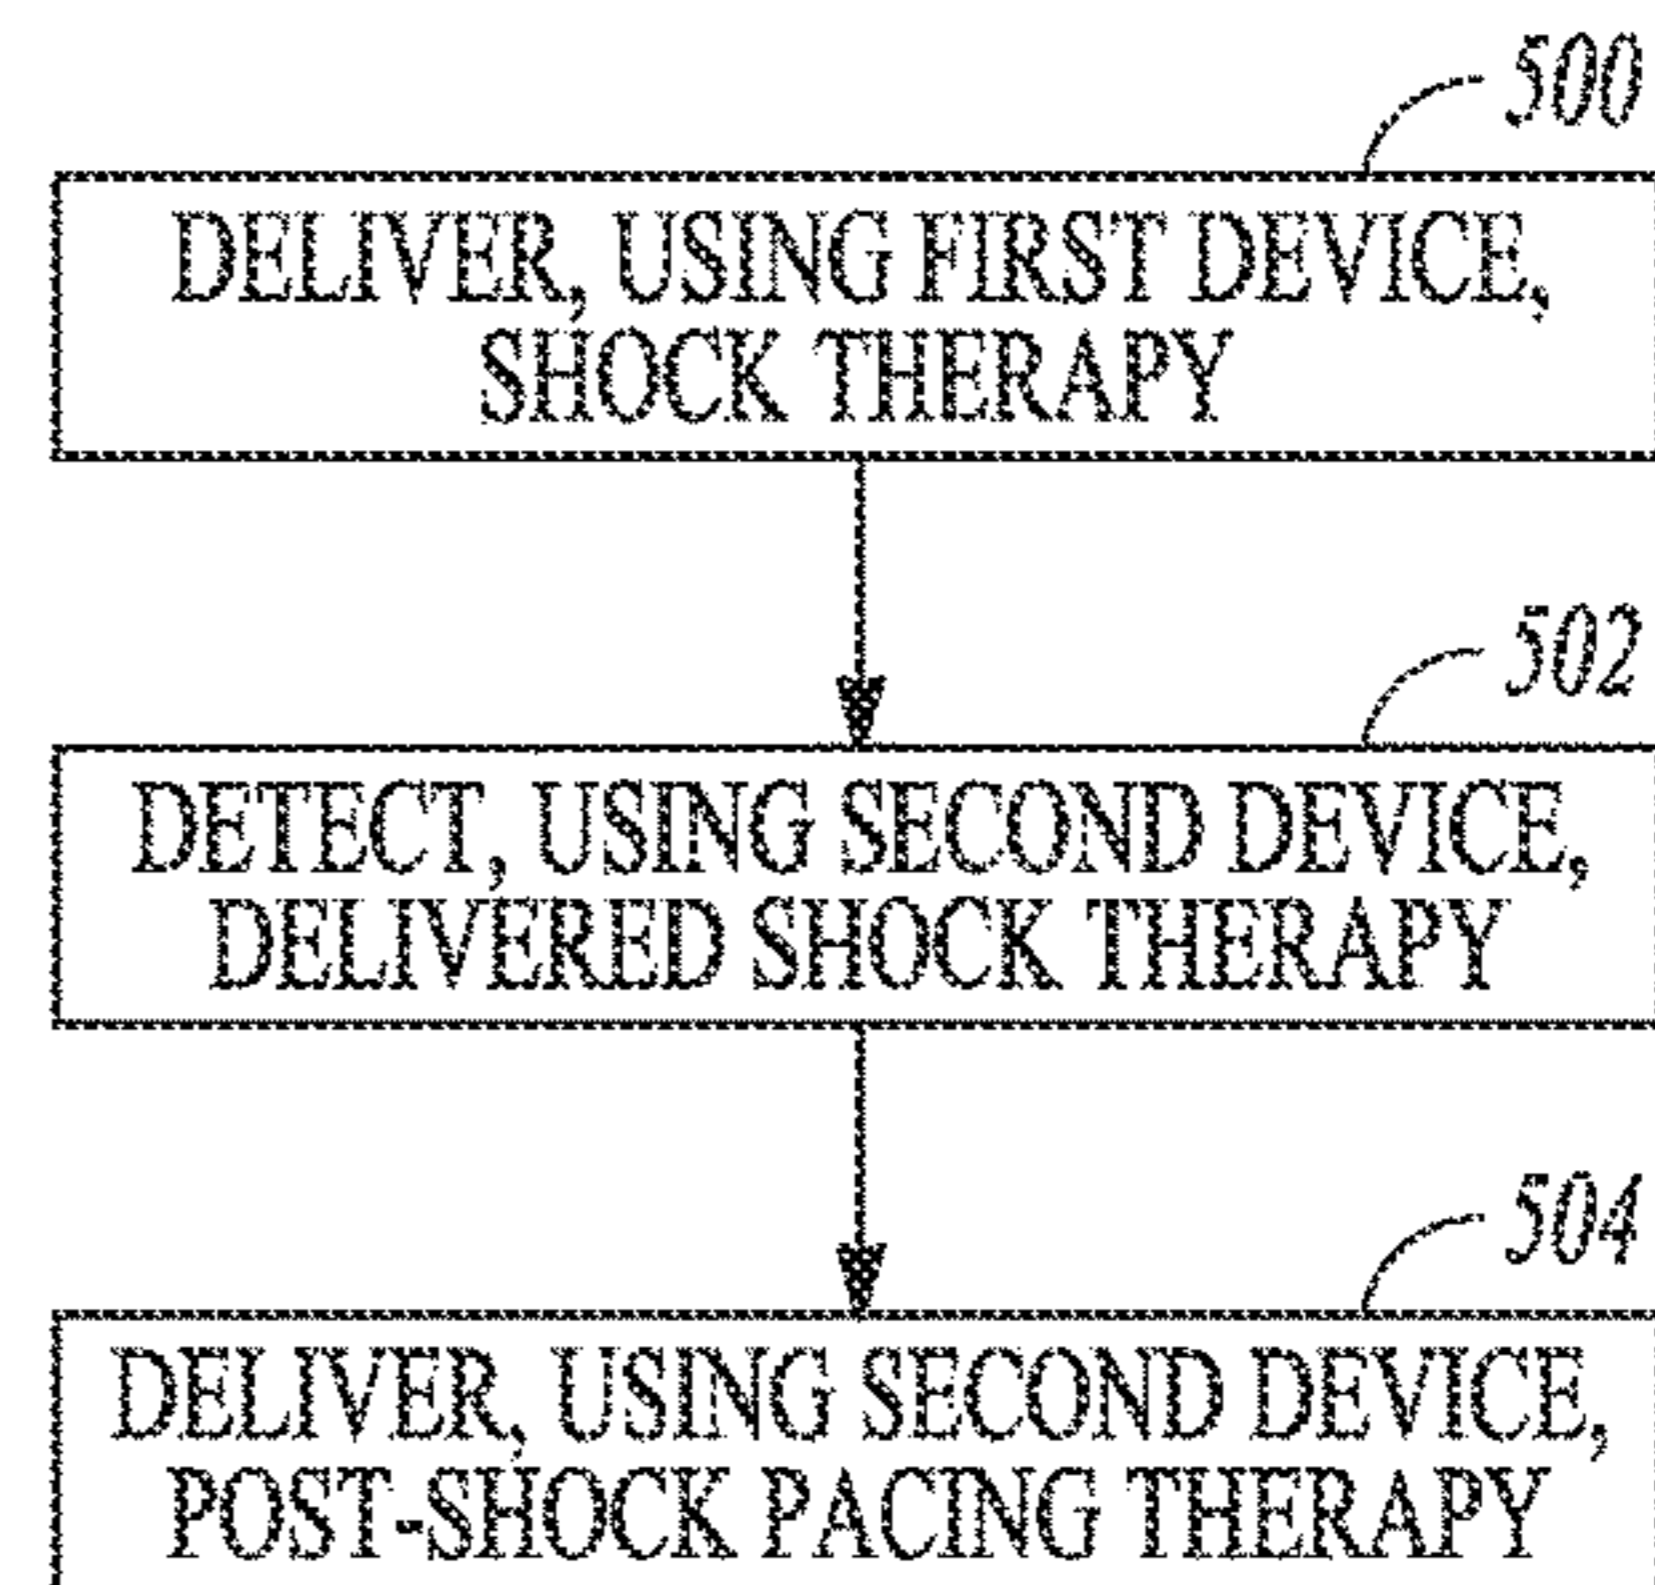 500
DELIVER, USING FIRST DEVICE,
SHOCK THERAPY
502
DETECT, USING SECOND DEVICE,
DELIVERED SHOCK THERAPY
504
DELIVER, USING SECOND DEVICE,
POST-SHOCK PACING THERAPY